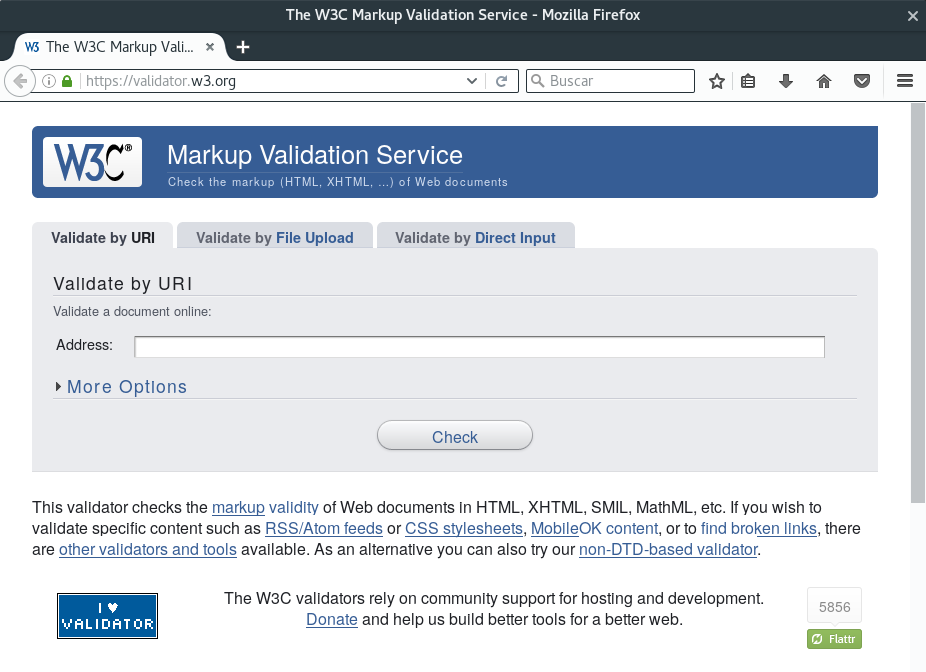 The W3C Markup Validation Service - Mozilla Firefox
W3 The W3C Markup Vali...
https://validator.w3.org
Buscar
W3C®
Markup Validation Service
Check the markup (HTML, XHTML, ...) of Web documents
Validate by URI
Validate by File Upload
Validate by Direct Input
Validate by URI
Validate a document online:
Address:
More Options
Check
This validator checks the markup validity of Web documents in HTML, XHTML, SMIL, MathML, etc. If you wish to
validate specific content such as RSS/Atom feeds or CSS stylesheets, MobileOK content, or to find broken links, there
are other validators and tools available. As an alternative you can also try our non-DTD-based validator.
I ♥
VALIDATOR
The W3C validators rely on community support for hosting and development.
Donate and help us build better tools for a better web.
5856
Flattr